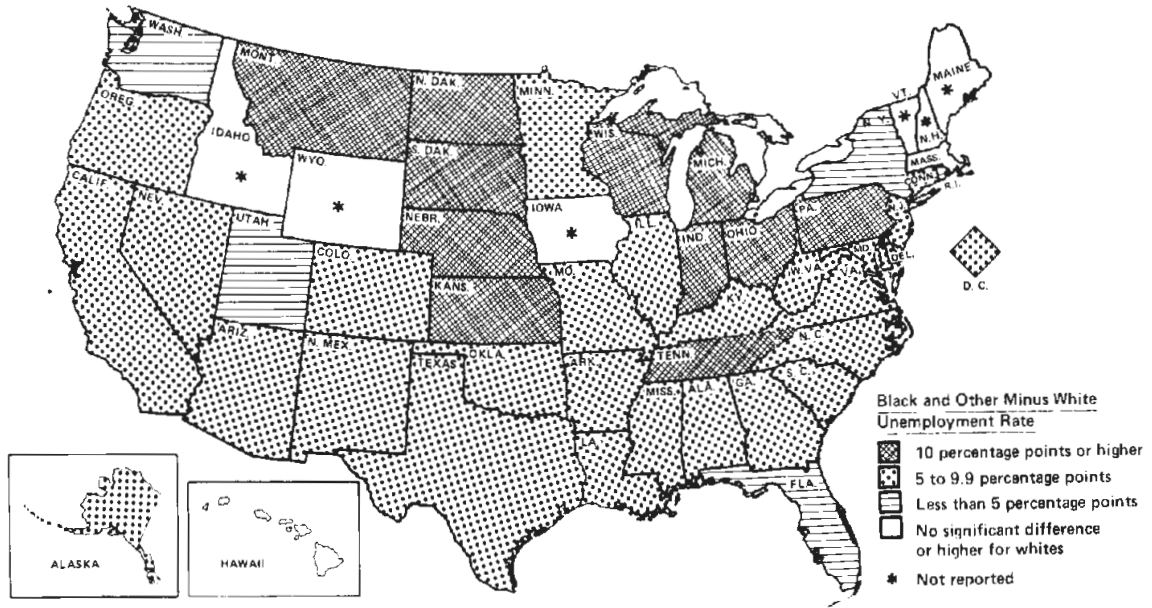 WASH.
MONT.
N. DAK.
MINN.
MAINE
VT.
N.Y.
N.H.
OREG.
IDAHO
*
WYO.
*
S. DAK.
WIS.
MICH.
MASS.
CONN.
R.I.
CALIF.
NEV.
UTAH
NEBR.
IOWA
*
ILL.
IND.
OHIO
PA.
N.J.
MD.
DEL.
COLO.
KANS.
MO.
KY.
W.VA.
VA.
D. C.
ARIZ.
N. MEX.
TEXAS
OKLA.
ARK.
TENN.
N. C.
S. C.
MISS.
ALA.
GA.
LA.
FLA.
ALASKA
HAWAII
Black and Other Minus White
Unemployment Rate
10 percentage points or higher
5 to 9.9 percentage points
Less than 5 percentage points
No significant difference
or higher for whites
* Not reported